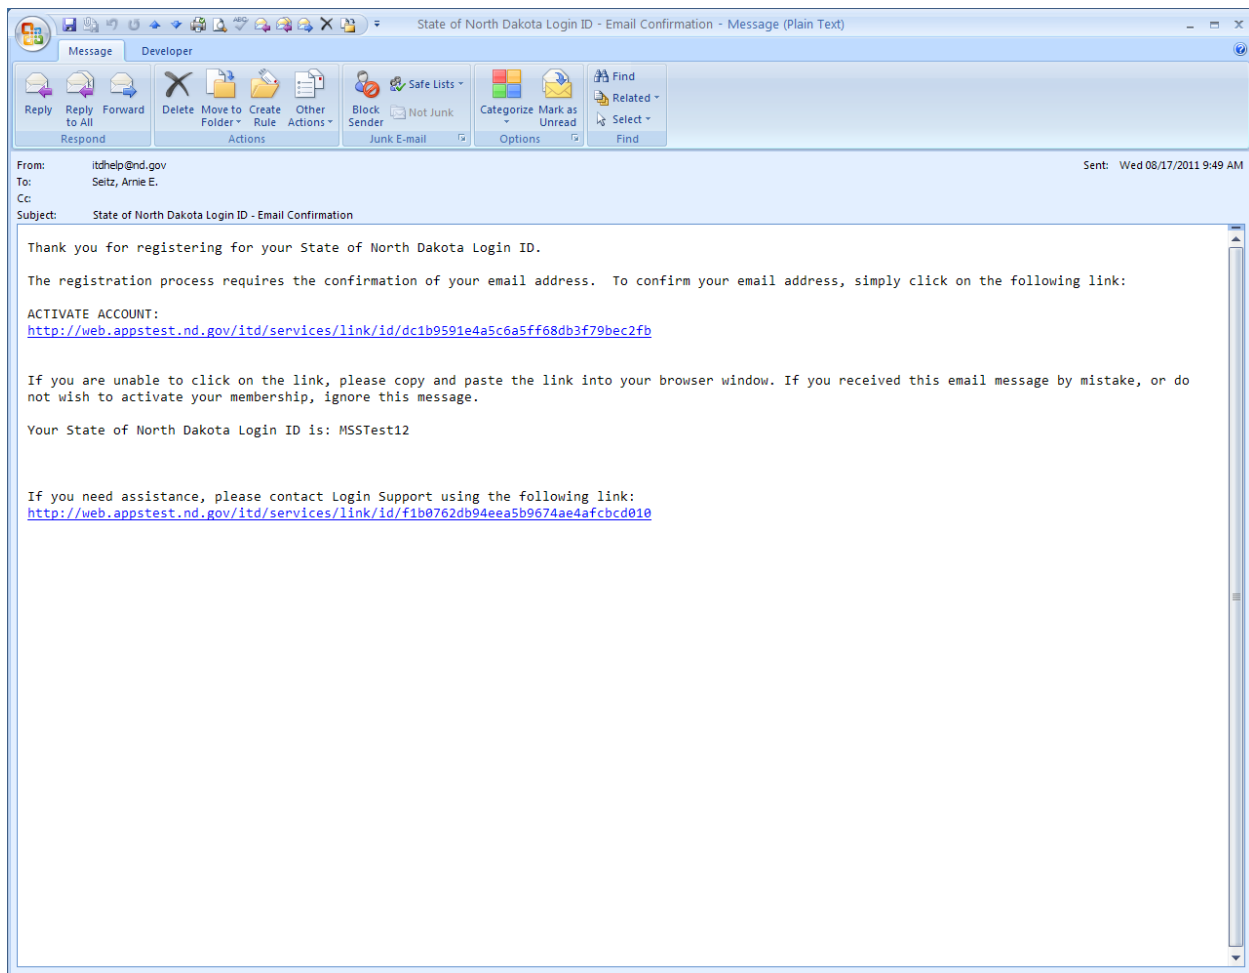 State of North Dakota Login ID - Email Confirmation - Message (Plain Text)
Message Developer
Reply
Reply to All
Forward
Respond
Delete
Move to Folder
Create Rule
Other Actions
Actions
Block Sender
Safe Lists
Not Junk
Junk E-mail
Categorize
Mark as Unread
Options
Find
Related
Select
Find
From: itdhelp@nd.gov Sent: Wed 08/17/2011 9:49 AM
To: Seitz, Arnie E.
Cc:
Subject: State of North Dakota Login ID - Email Confirmation
Thank you for registering for your State of North Dakota Login ID.
The registration process requires the confirmation of your email address.  To confirm your email address, simply click on the following link:
ACTIVATE ACCOUNT:
http://web.appstest.nd.gov/itd/services/link/id/dc1b9591e4a5c6a5ff68db3f79bec2fb
If you are unable to click on the link, please copy and paste the link into your browser window. If you received this email message by mistake, or do
not wish to activate your membership, ignore this message.
Your State of North Dakota Login ID is: MSSTest12
If you need assistance, please contact Login Support using the following link:
http://web.appstest.nd.gov/itd/services/link/id/f1b0762db94eea5b9674ae4afcbcd010